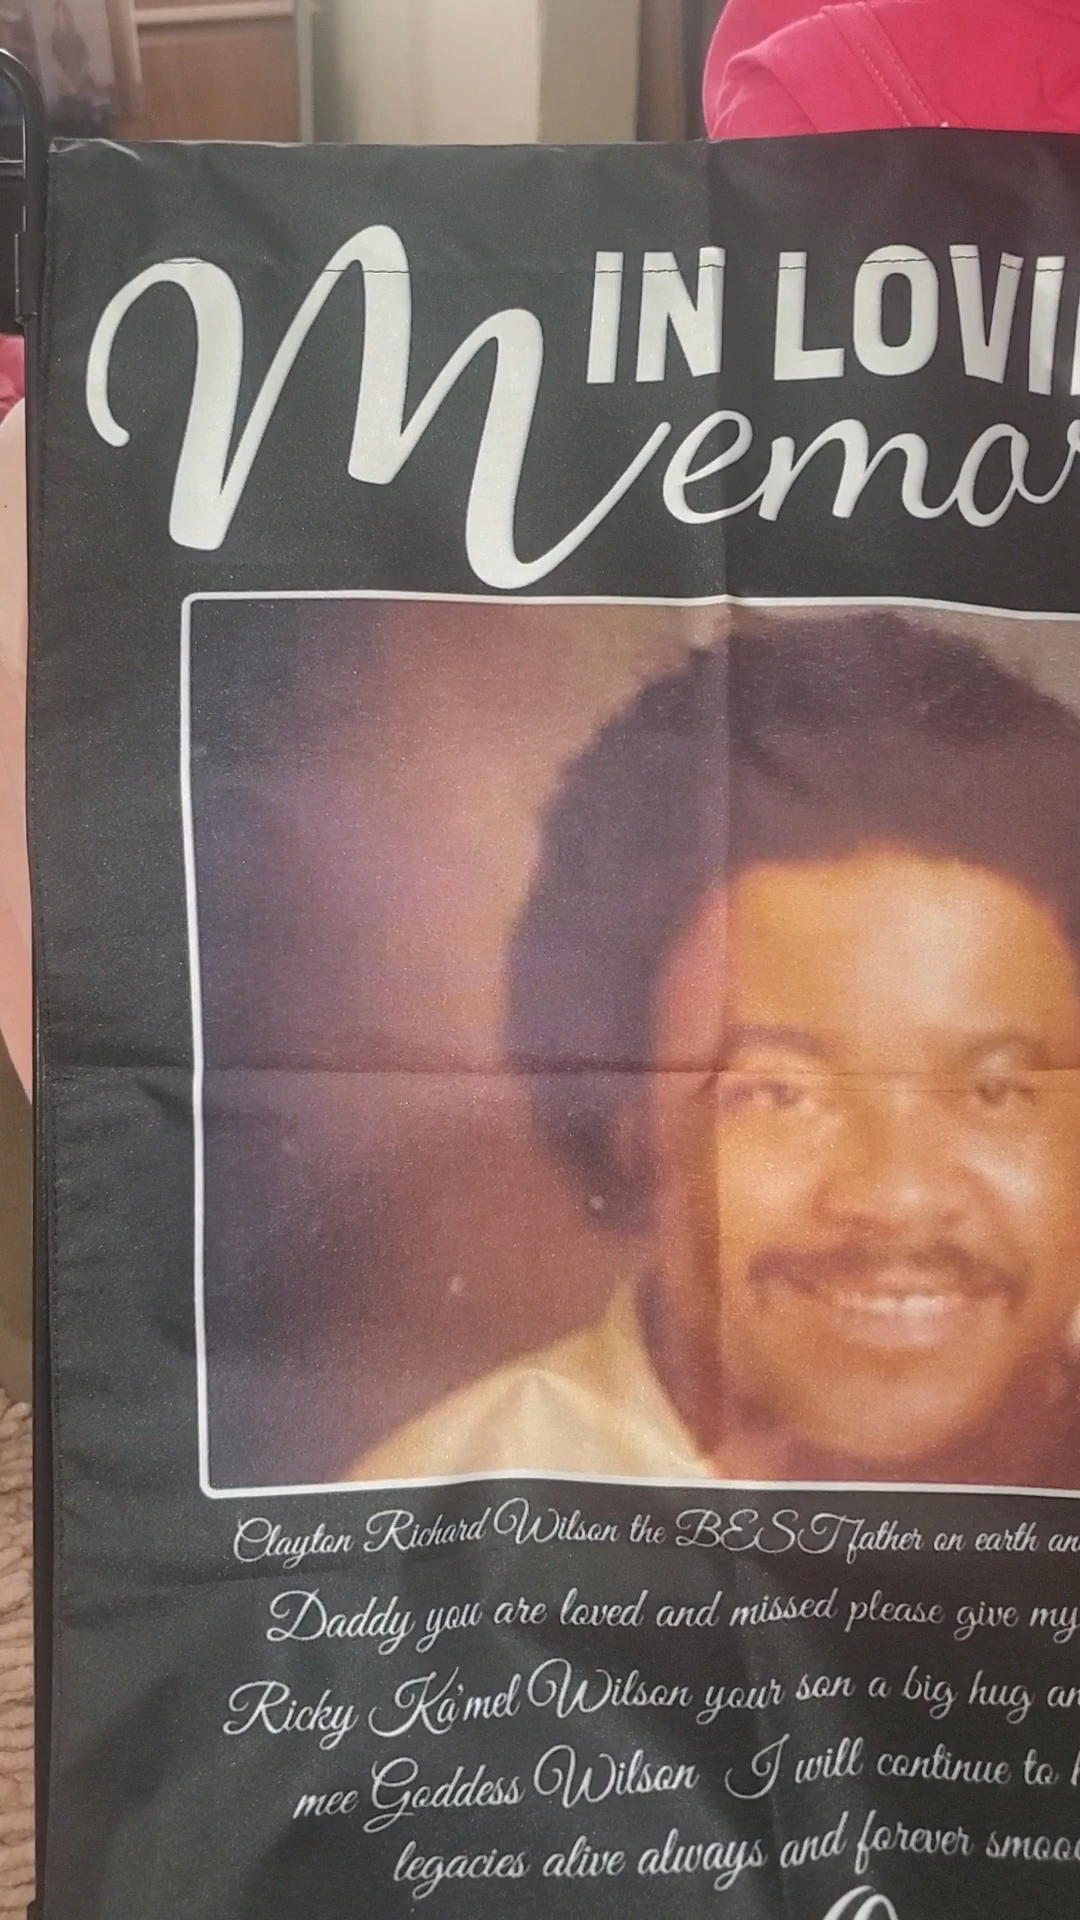 IN LOVI
Memor
Clayton Richard Wilson the BEST father on earth an
Daddy you are loved and missed please give my
Ricky Ka'mel Wilson your son a big hug an
mee Goddess Wilson I will continue to
legacies alive always and forever smoo